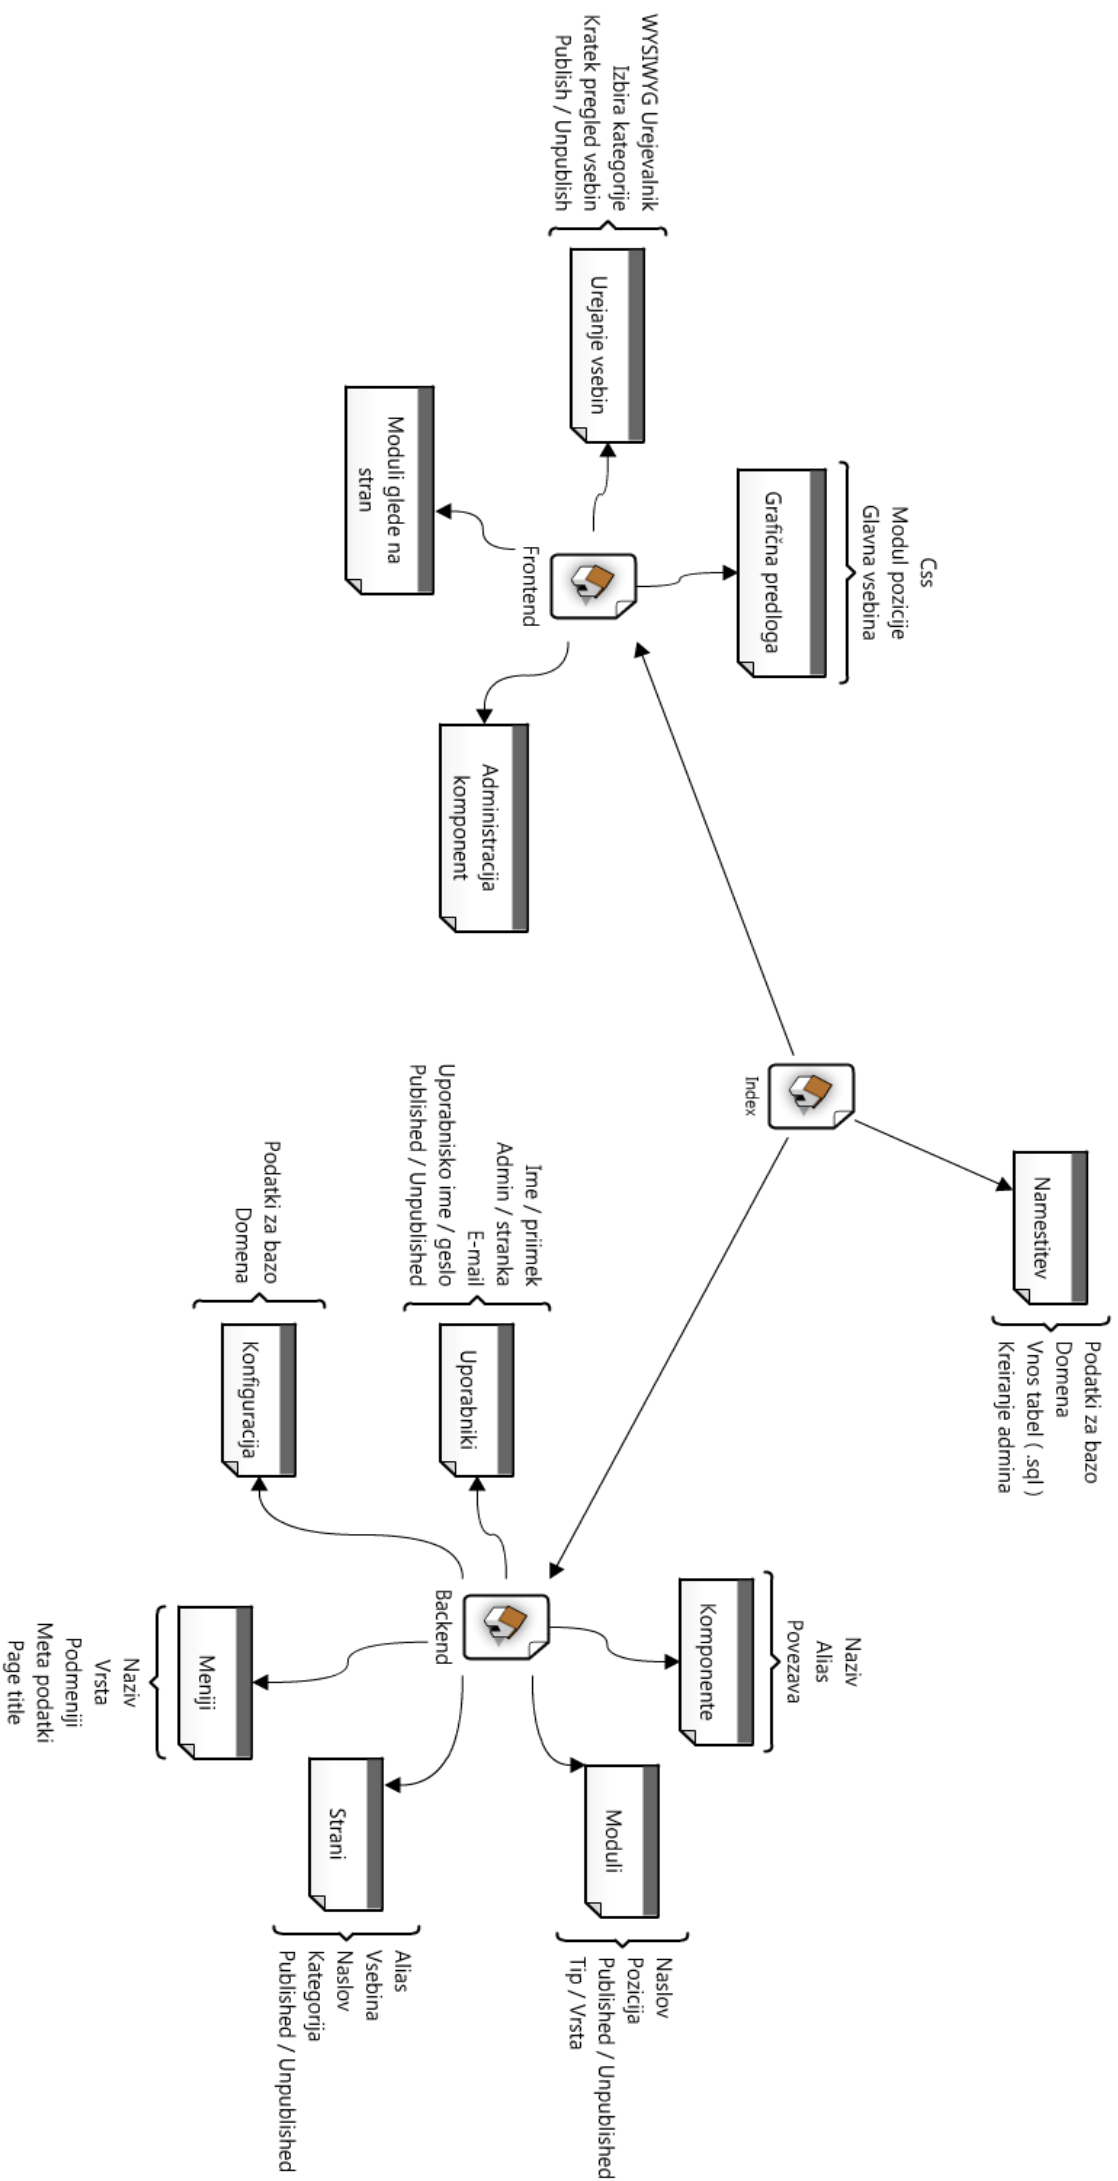 Podatki za bazo
Domena
Vnos tabel ( .sql )
Kreiranje admina
Namestitev
Index
Css
Modul pozicije
Glavna vsebina
Grafična predloga
WYSIWYG Urejevalnik
Izbira kategorije
Kratek pregled vsebin
Publish / Unpublish
Urejanje vsebin
Frontend
Moduli glede na
stran
Administracija
komponent
Naziv
Alias
Povezava
Komponente
Naslov
Pozicija
Published / Unpublished
Tip / Vrsta
Moduli
Ime / priimek
Admin / stranka
E-mail
Uporabnisko ime / geslo
Published / Unpublished
Uporabniki
Backend
Podatki za bazo
Domena
Konfiguracija
Strani
Alias
Vsebina
Naslov
Kategorija
Published / Unpublished
Meniji
Naziv
Vrsta
Podmeniji
Meta podatki
Page title